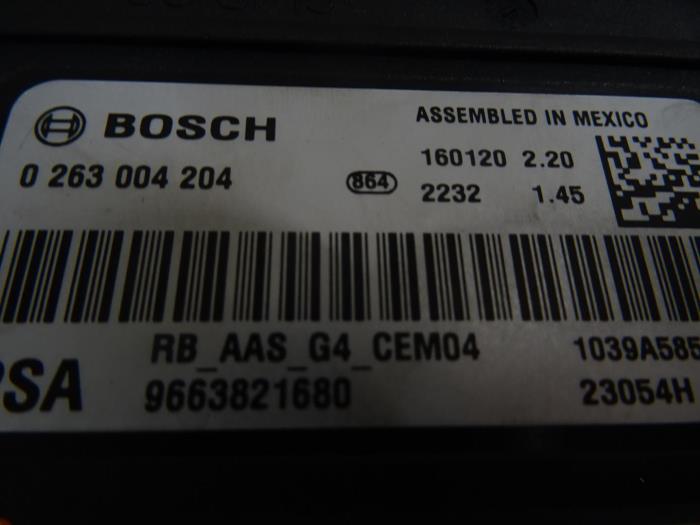 BOSCH
ASSEMBLED IN MEXICO
0 263 004 204
864
160120 2.20
2232 1.45
RB_AAS_G4_CEM04
1039A585
PSA
9663821680
23054H